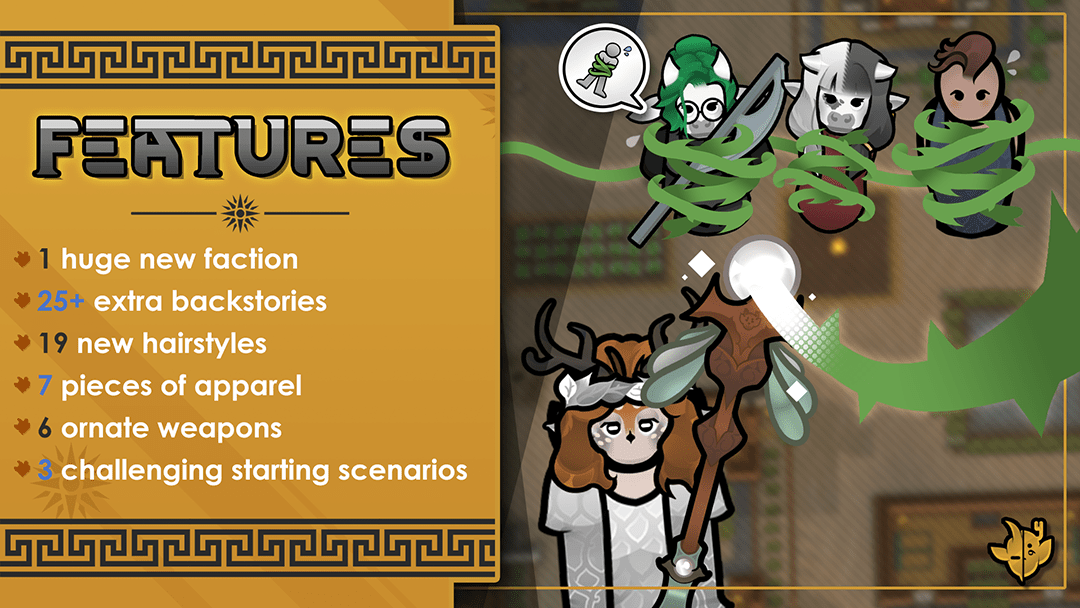 FEATURES
1 huge new faction
25+ extra backstories
19 new hairstyles
7 pieces of apparel
6 ornate weapons
3 challenging starting scenarios